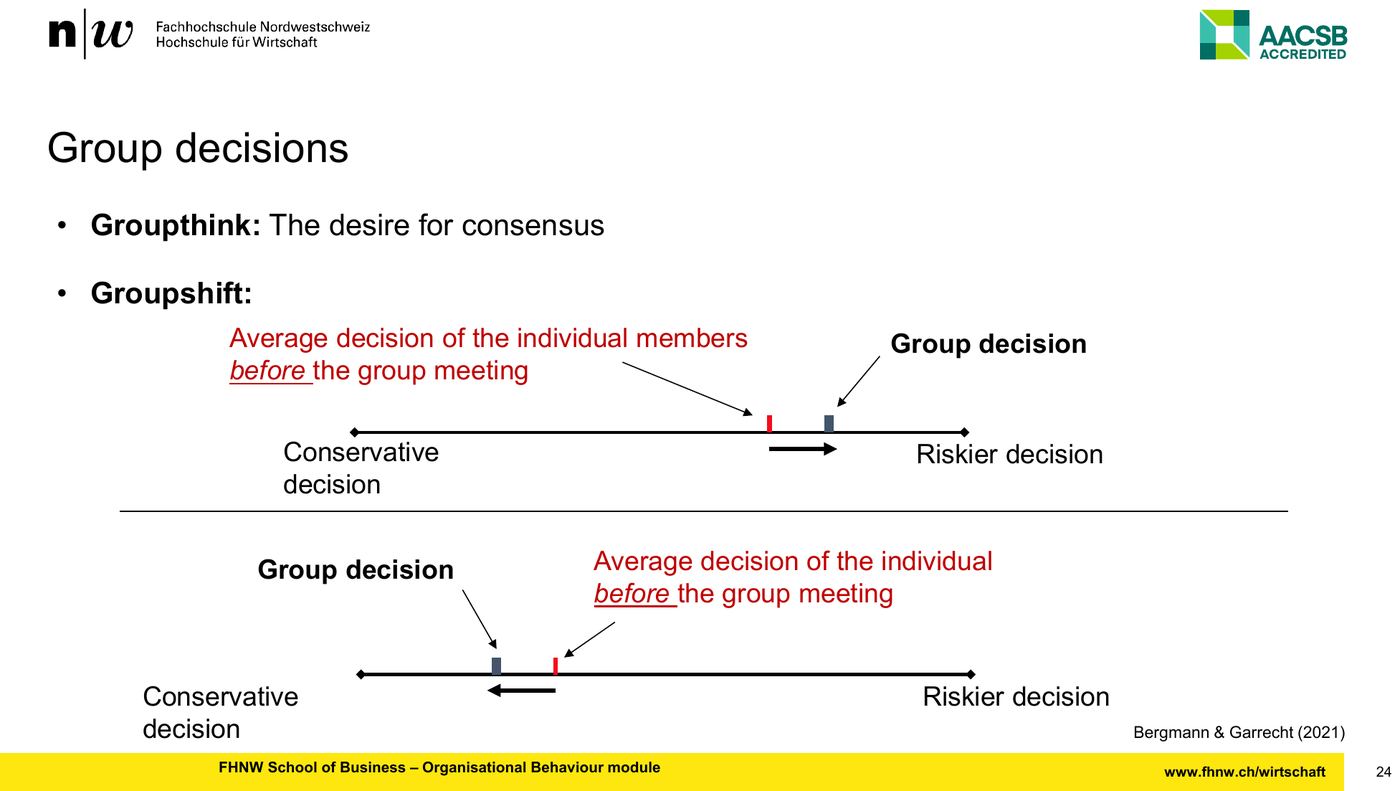 n|w Fachhochschule Nordwestschweiz
Hochschule für Wirtschaft
AACSB
ACCREDITED
Group decisions
• Groupthink: The desire for consensus
• Groupshift:
Average decision of the individual members
before the group meeting
Group decision
Conservative
decision
Riskier decision
Group decision
Average decision of the individual
before the group meeting
Conservative
decision
Riskier decision
Bergmann & Garrecht (2021)
FHNW School of Business – Organisational Behaviour module
www.fhnw.ch/wirtschaft
24